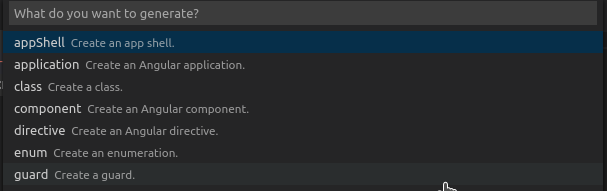 What do you want to generate?
appShell Create an app shell.
application Create an Angular application.
class Create a class.
component Create an Angular component.
directive Create an Angular directive.
enum Create an enumeration.
guard Create a guard.